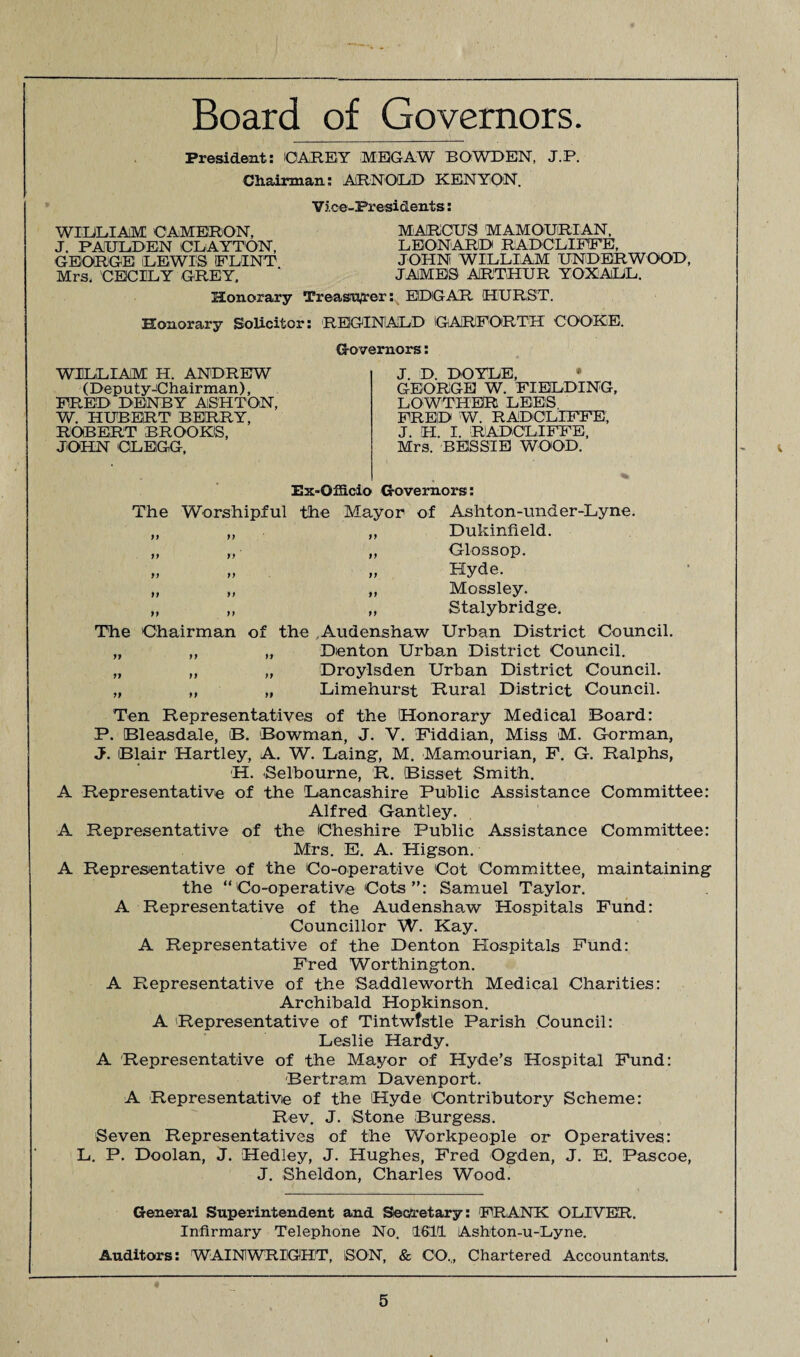 Board of Governors.
President: CAREY MEGAW BOWDEN, J.P.
Chairman: ARNOLD KENYON.
Vice-Presidents:
WILLIAM CAMERON,
J. PAULDEN CLAYTON,
GEORGE LEWIS FLINT.
Mrs. CECILY GREY.
MARCUS MAMOURIAN,
LEONARD RADCLIFFE,
JOHN WILLIAM UNDERWOOD,
JAMES ARTHUR YOXALL.
Honorary Treasurer: EDGAR HURST.
Honorary Solicitor: REGINALD GARFORTH COOKE.
Governors:
WILLIAM H. ANDREW
(Deputy-Chairman),
FRED DENBY ASHTON,
W. HUBERT BERRY,
ROBERT BROOKS,
JOHN CLEGG,
J. D. DOYLE,
GEORGE W. FIELDING,
LOWTHER LEES
FRED W. RADCLIFFE,
J. H. I. RADCLIFFE,
Mrs. BESSIE WOOD.
Ex-Officio Governors:
The Worshipful the Mayor of Ashton-under-Lyne.
„ „ „ Dukinfield.
„ „ „ Glossop.
„ „ „ Hyde.
„ „ „ Mossley.
„ „ „ Stalybridge.
The Chairman of the Audenshaw Urban District Council.
„ „ „ Denton Urban District Council.
„ „ „ Droylsden Urban District Council.
„ „ „ Limehurst Rural District Council.
Ten Representatives of the Honorary Medical Board:
P. Bleasdale, B. Bowman, J. V. Fiddian, Miss M. Gorman,
J. Blair Hartley, A. W. Laing, M. Mamourian, F. G. Ralphs,
H. Selbourne, R. Bisset Smith.
A Representative of the Lancashire Public Assistance Committee:
Alfred Gantley.
A Representative of the Cheshire Public Assistance Committee:
Mrs. E. A. Higson.
A Representative of the Co-operative Cot Committee, maintaining
the “Co-operative Cots”: Samuel Taylor.
A Representative of the Audenshaw Hospitals Fund:
Councillor W. Kay.
A Representative of the Denton Hospitals Fund:
Fred Worthington.
A Representative of the Saddleworth Medical Charities:
Archibald Hopkinson.
A Representative of Tintwistle Parish Council:
Leslie Hardy.
A Representative of the Mayor of Hyde's Hospital Fund:
Bertram Davenport.
A Representative of the Hyde Contributory Scheme:
Rev. J. Stone Burgess.
Seven Representatives of the Workpeople or Operatives:
L. P. Doolan, J. Hedley, J. Hughes, Fred Ogden, J. E. Pascoe,
J. Sheldon, Charles Wood.
General Superintendent and Secretary: FRANK OLIVER.
Infirmary Telephone No. 1611 Ashton-u-Lyne.
Auditors: WAINWRIGHT, SON, & CO., Chartered Accountants.
5